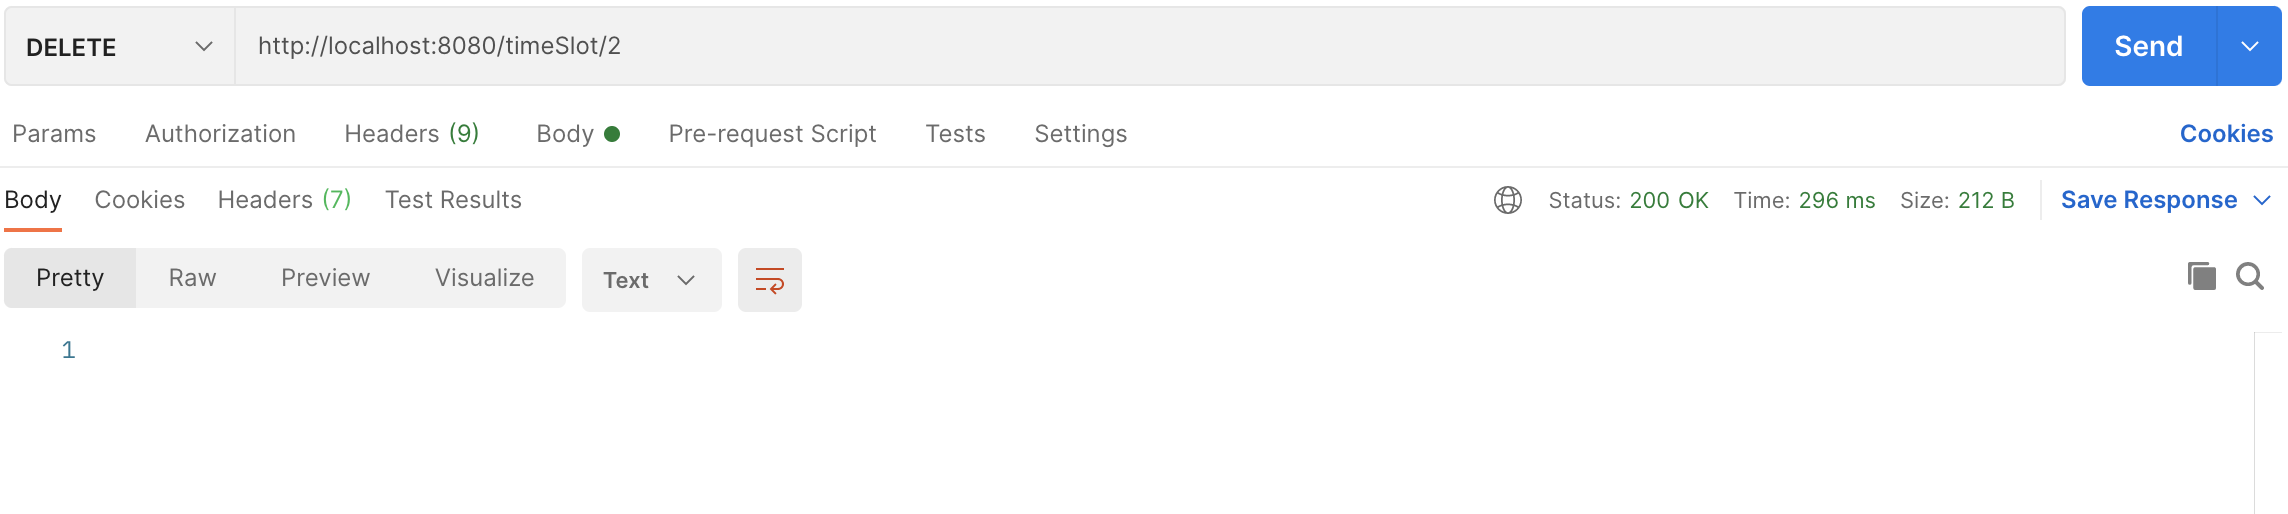 DELETE http://localhost:8080/timeSlot/2 Send
Params Authorization Headers (9) Body Pre-request Script Tests Settings Cookies
Body Cookies Headers (7) Test Results Status: 200 OK Time: 296 ms Size: 212 B Save Response
Pretty Raw Preview Visualize Text
1